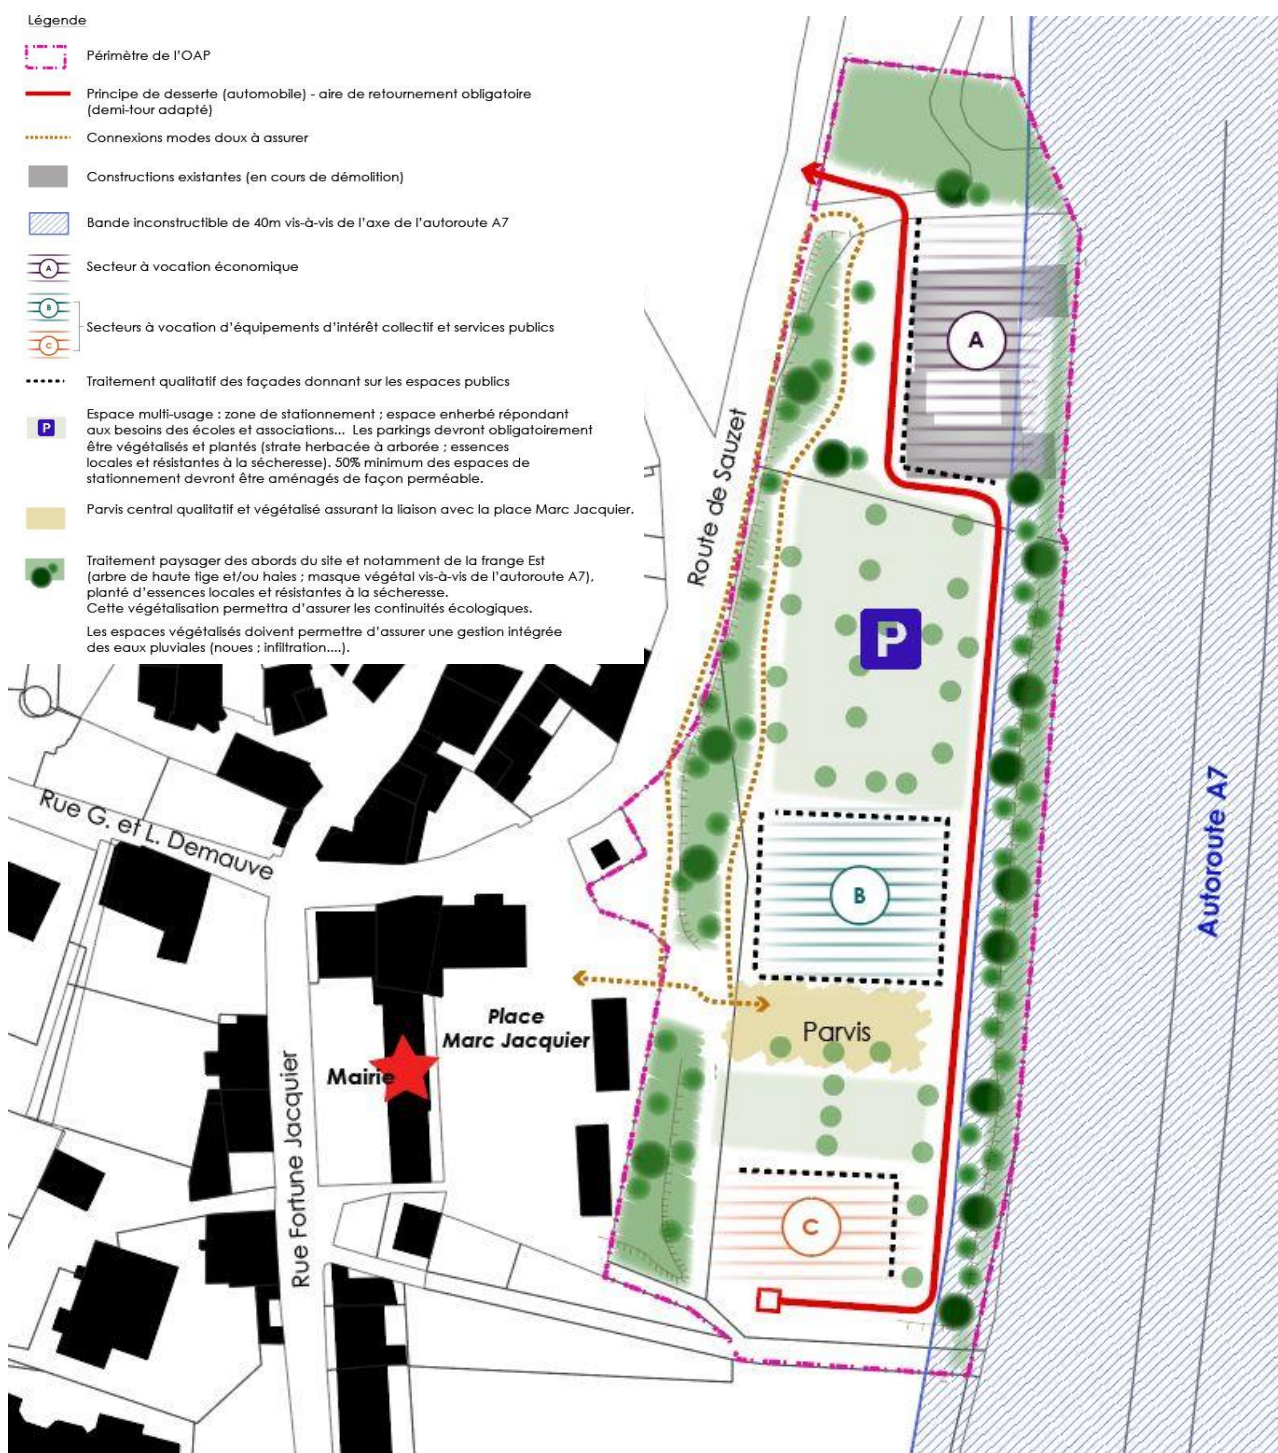 Légende
Périmètre de l'OAP
Principe de desserte (automobile) - aire de retournement obligatoire
(demi-tour adapté)
Connexions modes doux à assurer
Constructions existantes (en cours de démolition)
Bande inconstructible de 40m vis-à-vis de l'axe de l'autoroute A7
A
Secteur à vocation économique
B
Secteurs à vocation d'équipements d'intérêt collectif et services publics
C
Traitement qualitatif des façades donnant sur les espaces publics
Espace multi-usage : zone de stationnement ; espace enherbé répondant
aux besoins des écoles et associations... Les parkings devront obligatoirement
être végétalisés et plantés (strate herbacée à arborée ; essences
locales et résistantes à la sécheresse). 50% minimum des espaces de
stationnement devront être aménagés de façon perméable.
P
Parvis central qualitatif et végétalisé assurant la liaison avec la place Marc Jacquier.
Traitement paysager des abords du site et notamment de la frange Est
(arbre de haute tige et/ou haies ; masque végétal vis-à-vis de l'autoroute A7),
planté d'essences locales et résistantes à la sécheresse.
Cette végétalisation permettra d'assurer les continuités écologiques.
Les espaces végétalisés doivent permettre d'assurer une gestion intégrée
des eaux pluviales (noues ; infiltration....).
A
Route de Sauzet
P
Autoroute A7
Rue G. et L. Demauve
B
Place
Marc Jacquier
Parvis
Mairie
Rue Fortune Jacquier
C